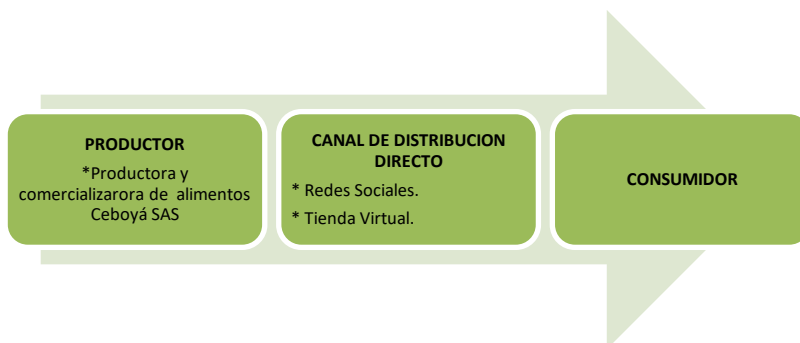 PRODUCTOR
*Productora y
comercializarora de alimentos
Ceboyá SAS
CANAL DE DISTRIBUCION
DIRECTO
* Redes Sociales.
* Tienda Virtual.
CONSUMIDOR